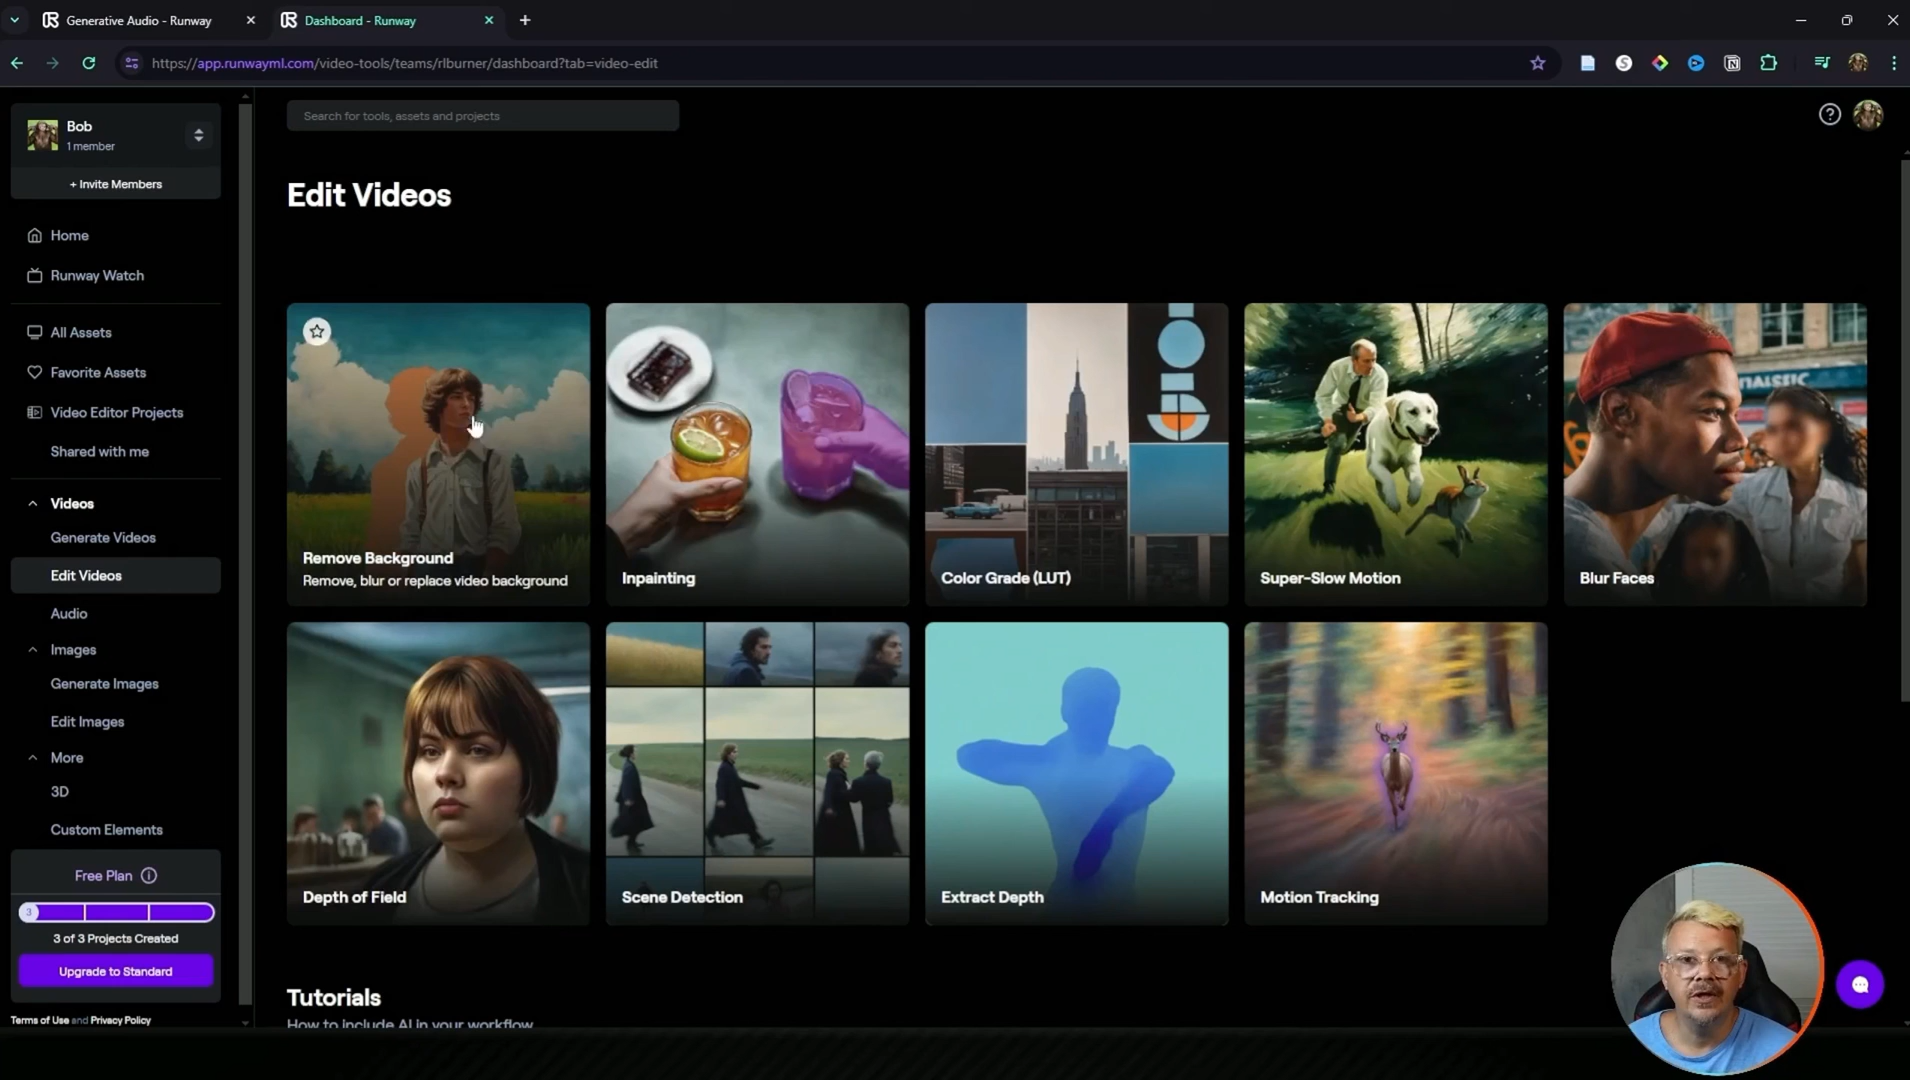 Generative Audio - Runway
Dashboard - Runway
https://app.runwayml.com/video-tools/teams/rlburner/dashboard?tab=video-edit
Bob
1 member
+ Invite Members
Home
Runway Watch
All Assets
Favorite Assets
Video Editor Projects
Shared with me
Videos
Generate Videos
Edit Videos
Audio
Images
Generate Images
Edit Images
More
3D
Custom Elements
Free Plan
3
3 of 3 Projects Created
Upgrade to Standard
Terms of Use and Privacy Policy
Search for tools, assets and projects
Edit Videos
Remove Background
Remove, blur or replace video background
Inpainting
Color Grade (LUT)
Super-Slow Motion
Blur Faces
Depth of Field
Scene Detection
Extract Depth
Motion Tracking
Tutorials
How to include AI in your workflow